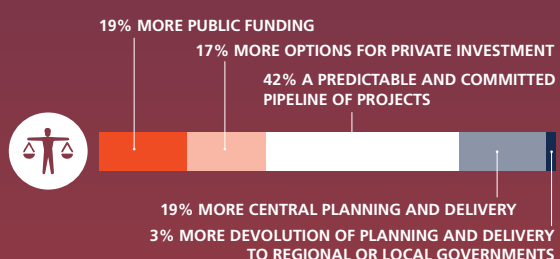 19% MORE PUBLIC FUNDING
17% MORE OPTIONS FOR PRIVATE INVESTMENT
42% A PREDICTABLE AND COMMITTED
PIPELINE OF PROJECTS
19% MORE CENTRAL PLANNING AND DELIVERY
3% MORE DEVOLUTION OF PLANNING AND DELIVERY
TO REGIONAL OR LOCAL GOVERNMENTS